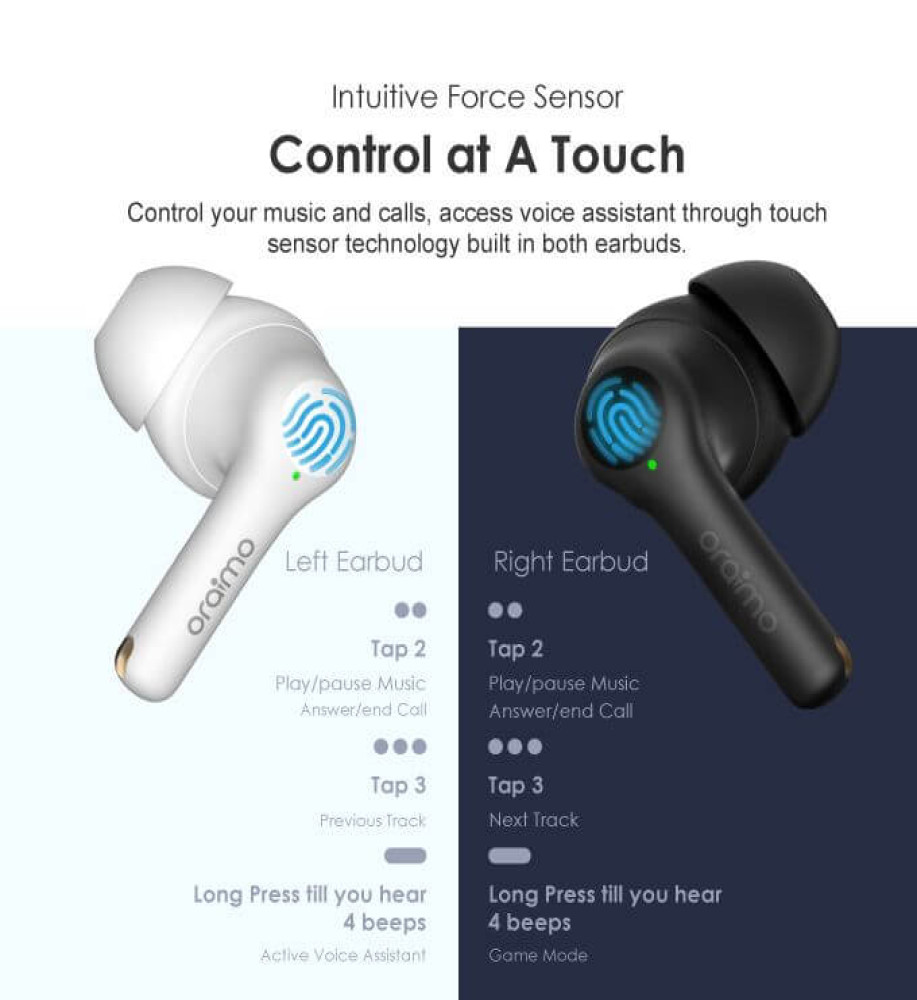 Intuitive Force Sensor
Control at A Touch
Control your music and calls, access voice assistant through touch
sensor technology built in both earbuds.
oraimo
Left Earbud
Tap 2
Play/pause Music
Answer/end Call
Tap 3
Previous Track
Long Press till you hear
4 beeps
Active Voice Assistant
oraimo
Right Earbud
Tap 2
Play/pause Music
Answer/end Call
Tap 3
Next Track
Long Press till you hear
4 beeps
Game Mode